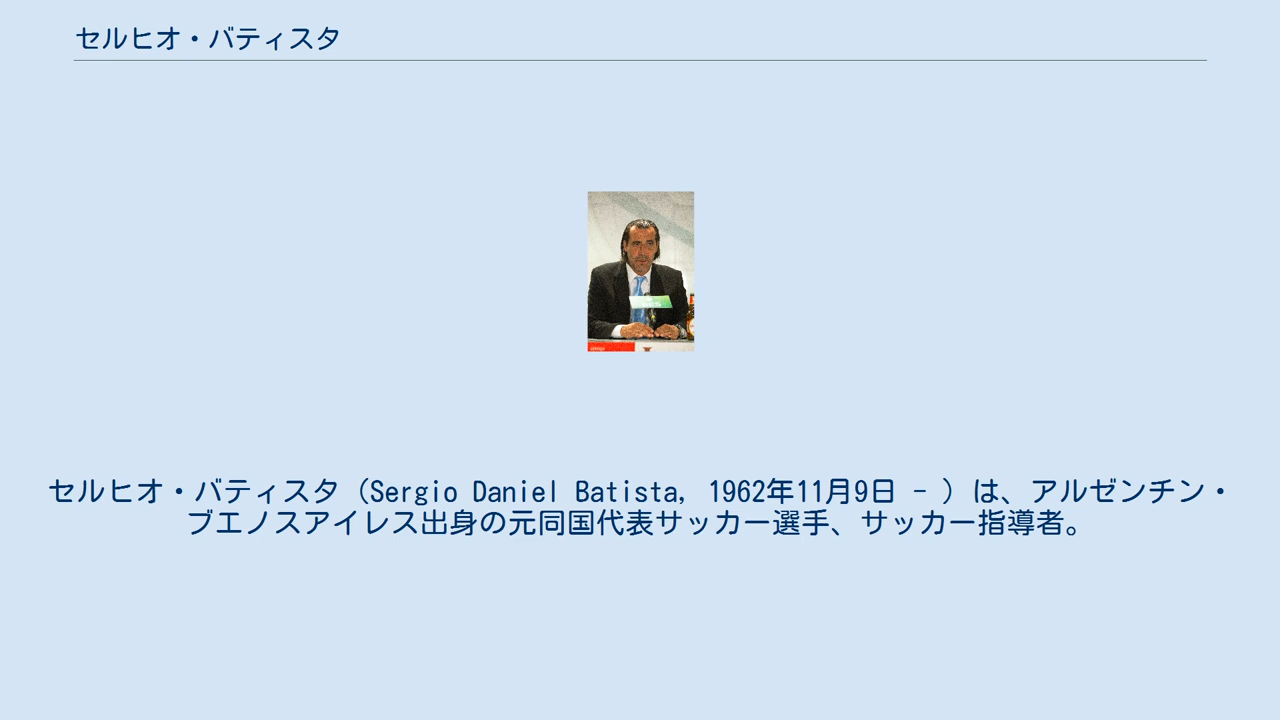 セルヒオ・バティスタ
セルヒオ・バティスタ（Sergio Daniel Batista, 1962年11月9日 - ）は、アルゼンチン・
ブエノスアイレス出身の元同国代表サッカー選手、サッカー指導者。